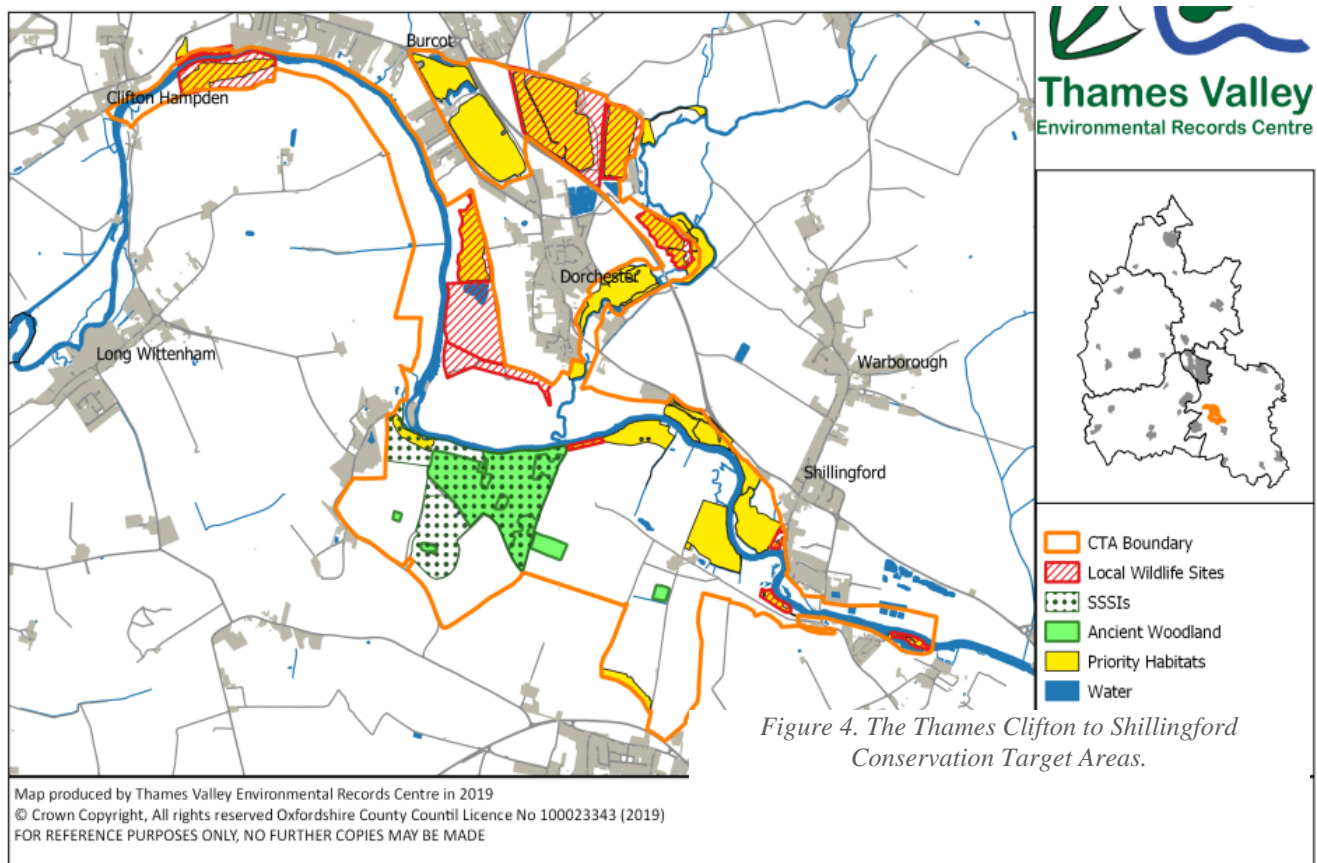 Thames Valley
Environmental Records Centre
Burcot
Clifton Hampden
Dorchester
Long Wittenham
Warborough
Shillingford
CTA Boundary
Local Wildlife Sites
SSSIs
Ancient Woodland
Priority Habitats
Water
Figure 4. The Thames Clifton to Shillingford
Conservation Target Areas.
Map produced by Thames Valley Environmental Records Centre in 2019
© Crown Copyright, All rights reserved Oxfordshire County Countil Licence No 100023343 (2019)
FOR REFERENCE PURPOSES ONLY, NO FURTHER COPIES MAY BE MADE